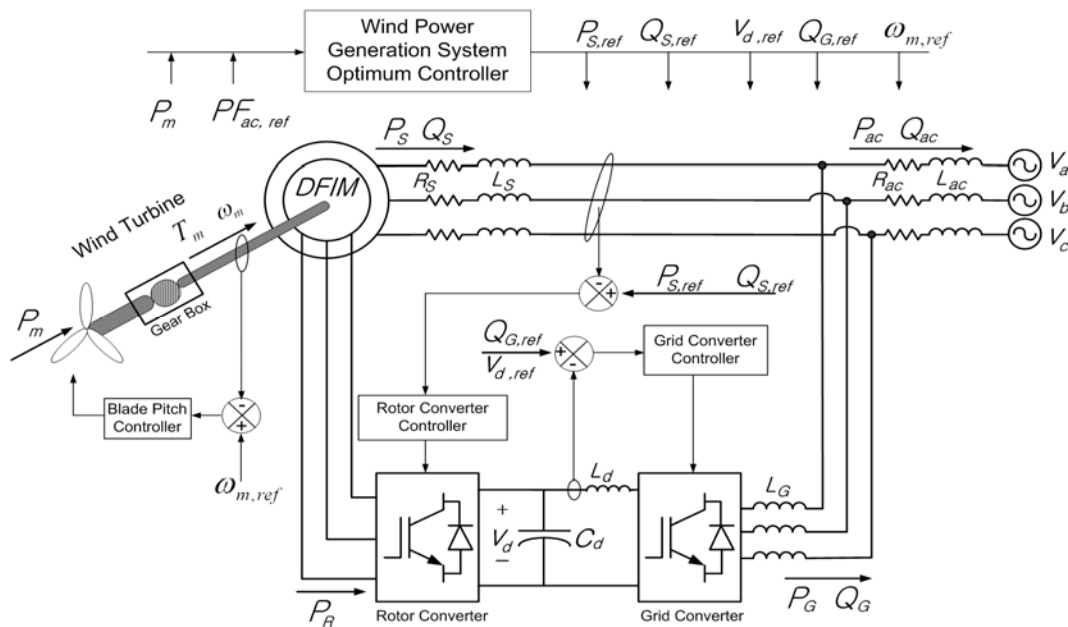 Wind Power
Generation System
Optimum Controller
P_S,ref Q_S,ref V_d,ref Q_G,ref ω_m,ref
P_m PF_ac, ref
P_S Q_S
P_ac Q_ac
DFIM
R_S L_S
R_ac L_ac
V_a
V_b
V_c
Wind Turbine
T_m ω_m
Gear Box
P_m
- +
P_S,ref Q_S,ref
Q_G,ref
V_d,ref
+ -
Grid Converter
Controller
Rotor Converter
Controller
Blade Pitch
Controller
- +
ω_m,ref
L_d
L_G
+
V_d
−
C_d
P_R
Rotor Converter
Grid Converter
P_G Q_G